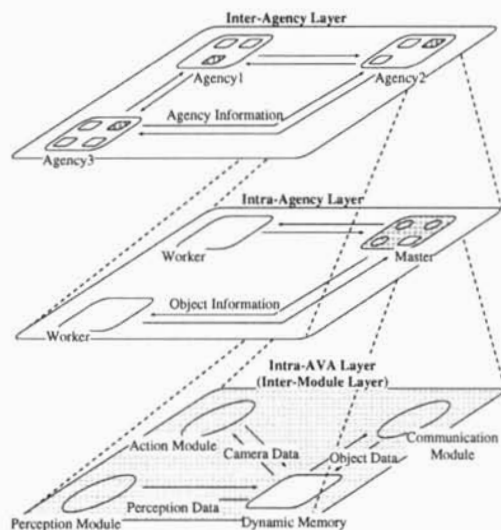 Inter-Agency Layer
Agency1
Agency2
Agency Information
Agency3
Intra-Agency Layer
Worker
Master
Object Information
Worker
Intra-AVA Layer
(Inter-Module Layer)
Action Module
Camera Data
Object Data
Communication
Module
Perception Data
Perception Module
Dynamic Memory